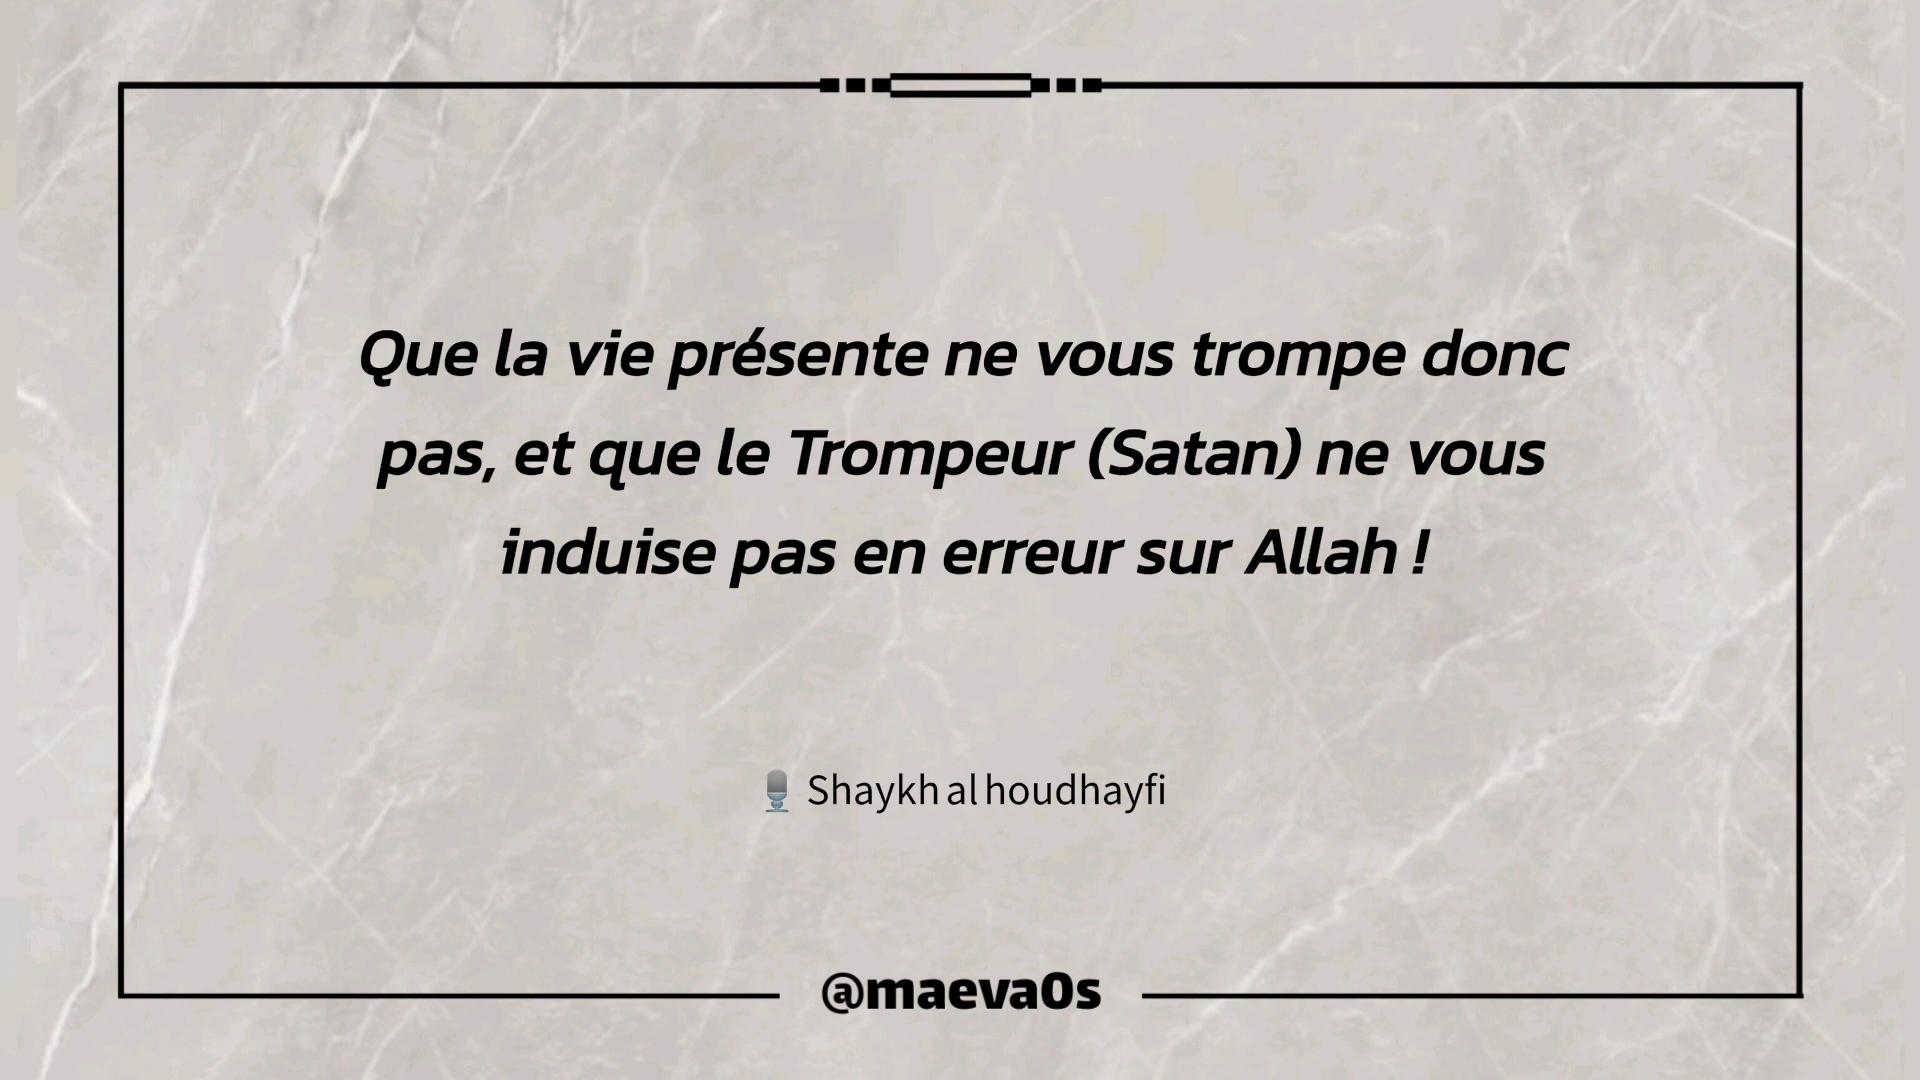 Que la vie présente ne vous trompe donc
pas, et que le Trompeur (Satan) ne vous
induise pas en erreur sur Allah !
🎙️ Shaykh al houdhayfi
@maeva0s